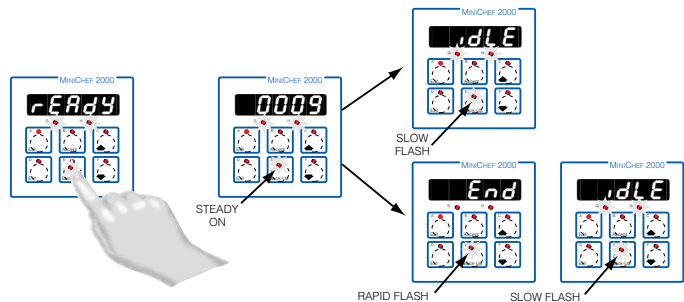 MINICHEF 2000
idLE
SLOW
FLASH
MINICHEF 2000
rEAdY
MINICHEF 2000
0009
STEADY
ON
MINICHEF 2000
End
RAPID FLASH
MINICHEF 2000
idLE
SLOW FLASH